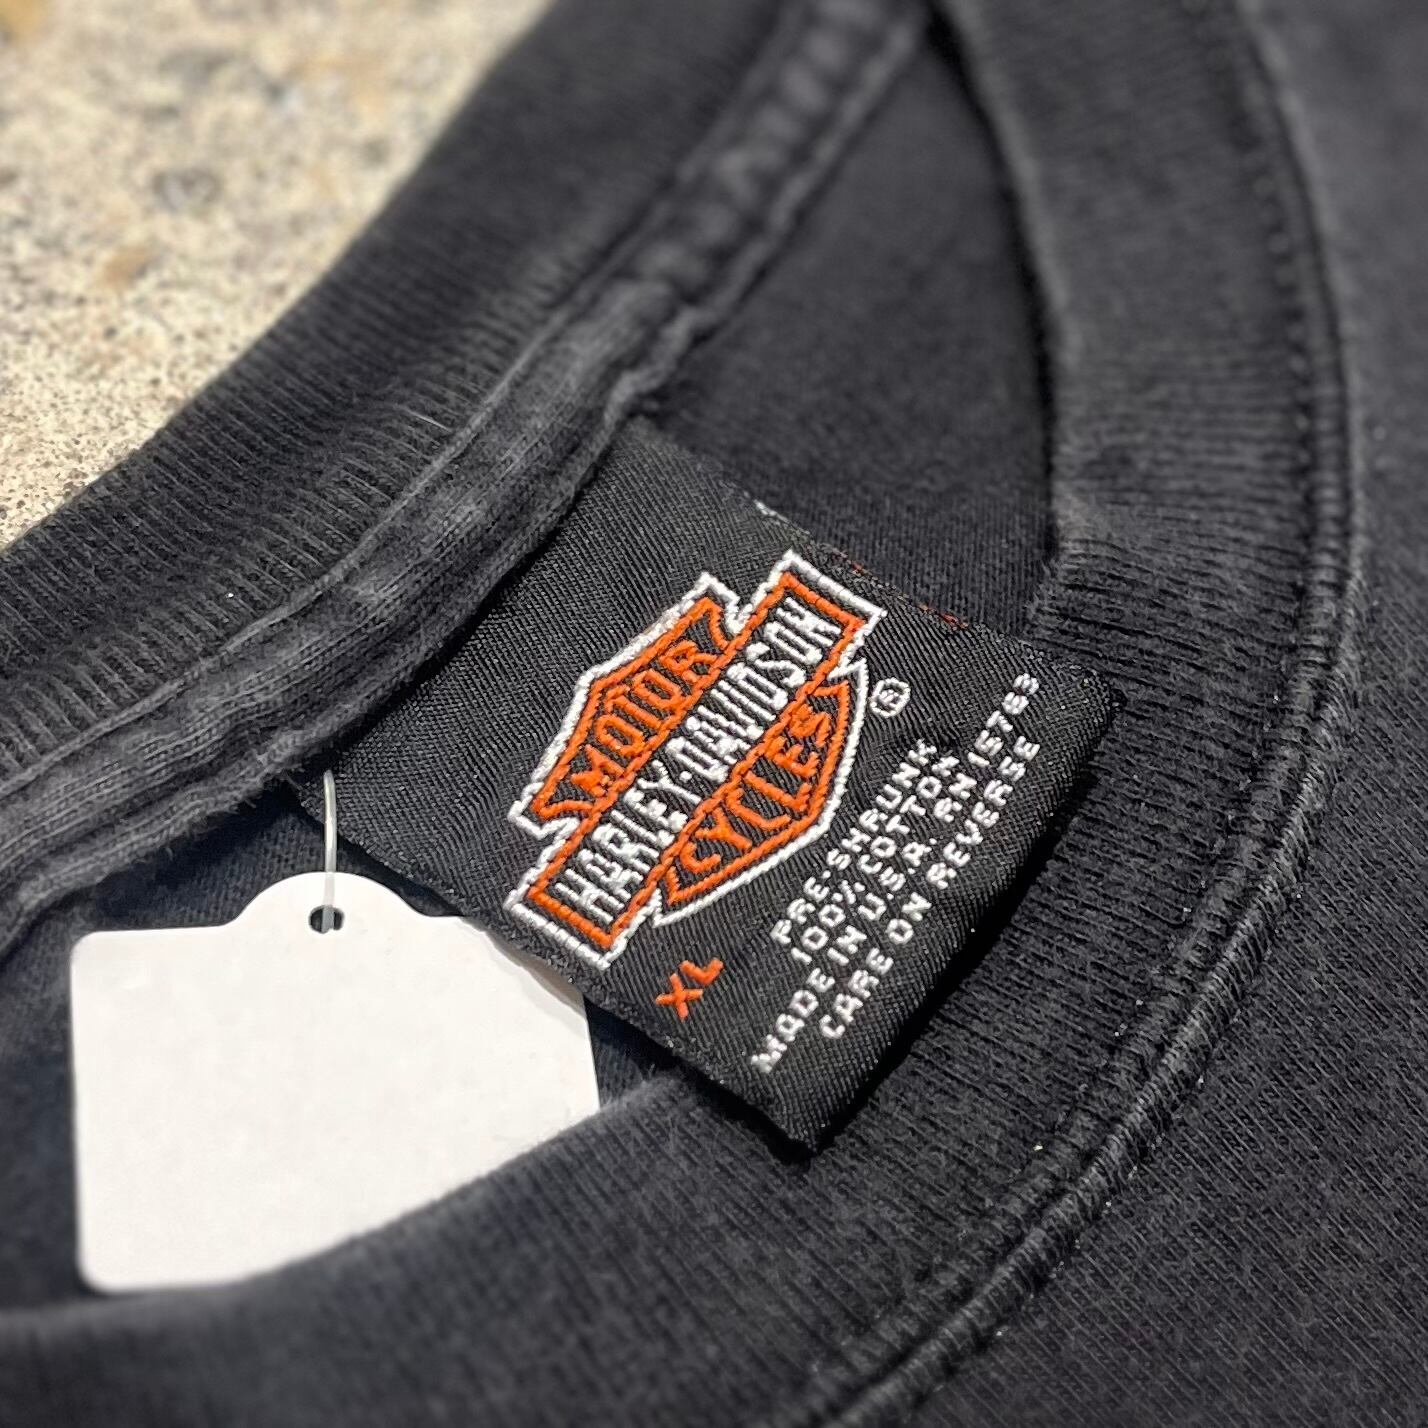 MOTOR
HARLEY-DAVIDSON
CYCLES
®
XL
PRE-SHRUNK
100% COTTON
MADE IN U.S.A. RN 15763
CARE ON REVERSE